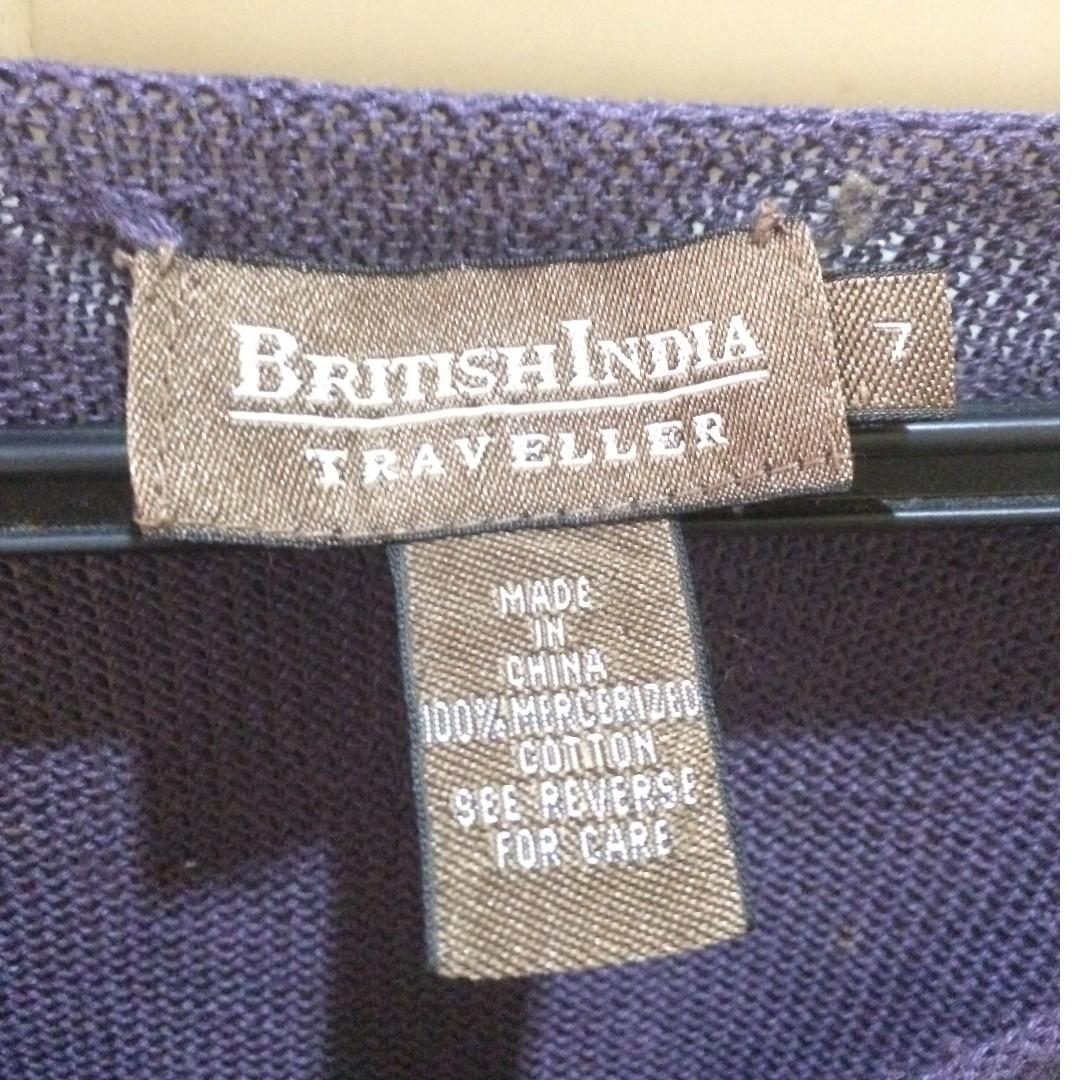 BRITISHINDIA
TRAVELLER
7
MADE
IN
CHINA
100% MERCERIZED
COTTON
SEE REVERSE
FOR CARE